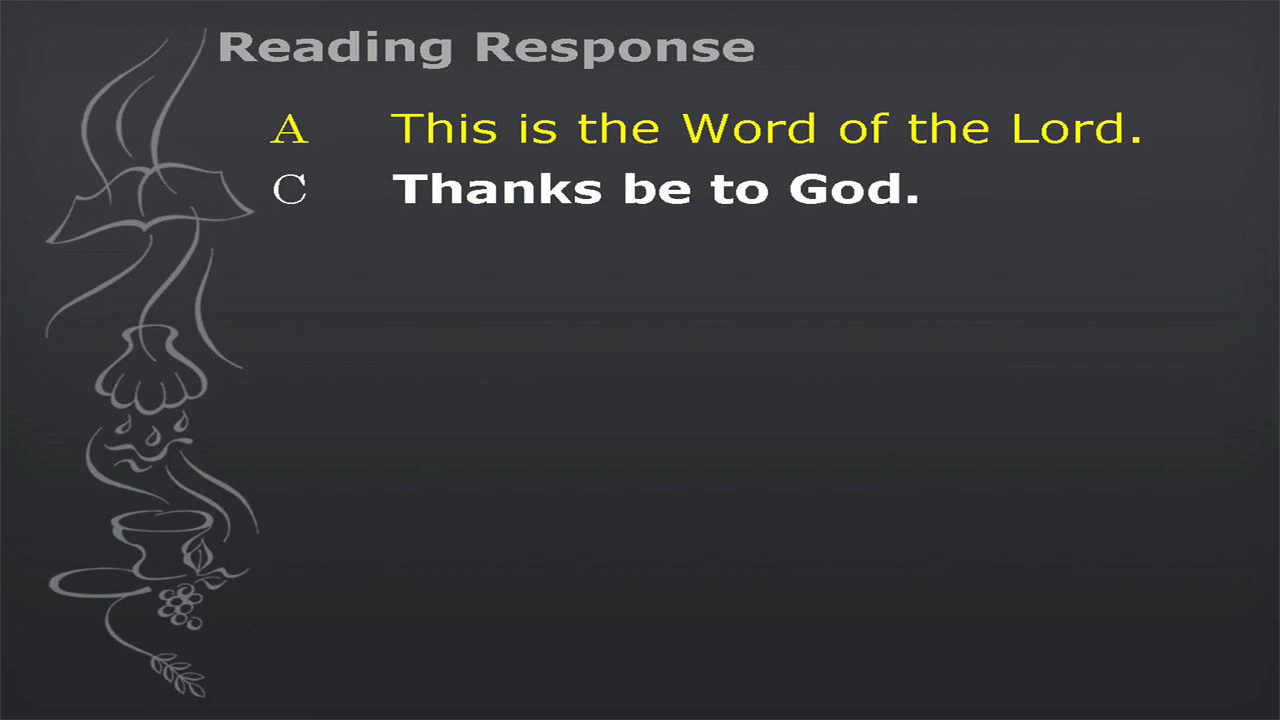 Reading Response
A This is the Word of the Lord.
C Thanks be to God.